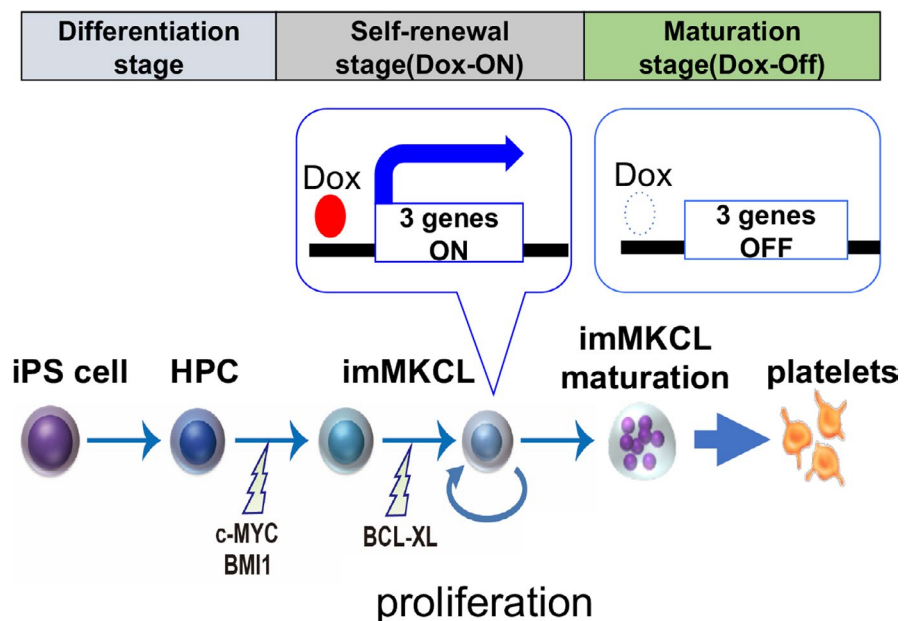 Differentiation
stage
Self-renewal
stage(Dox-ON)
Maturation
stage(Dox-Off)
Dox
3 genes
ON
Dox
3 genes
OFF
iPS cell
HPC
imMKCL
imMKCL
maturation
platelets
c-MYC
BMI1
BCL-XL
proliferation